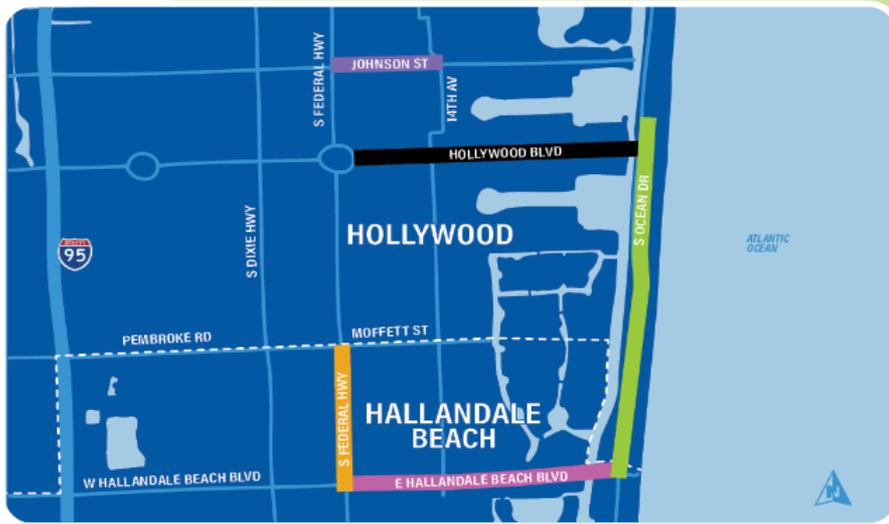 S FEDERAL HWY
JOHNSON ST
14TH AV
HOLLYWOOD BLVD
S OCEAN DR
S DIXIE HWY
HOLLYWOOD
ATLANTIC
OCEAN
95
PEMBROKE RD
MOFFETT ST
S FEDERAL HWY
HALLANDALE
BEACH
W HALLANDALE BEACH BLVD
E HALLANDALE BEACH BLVD